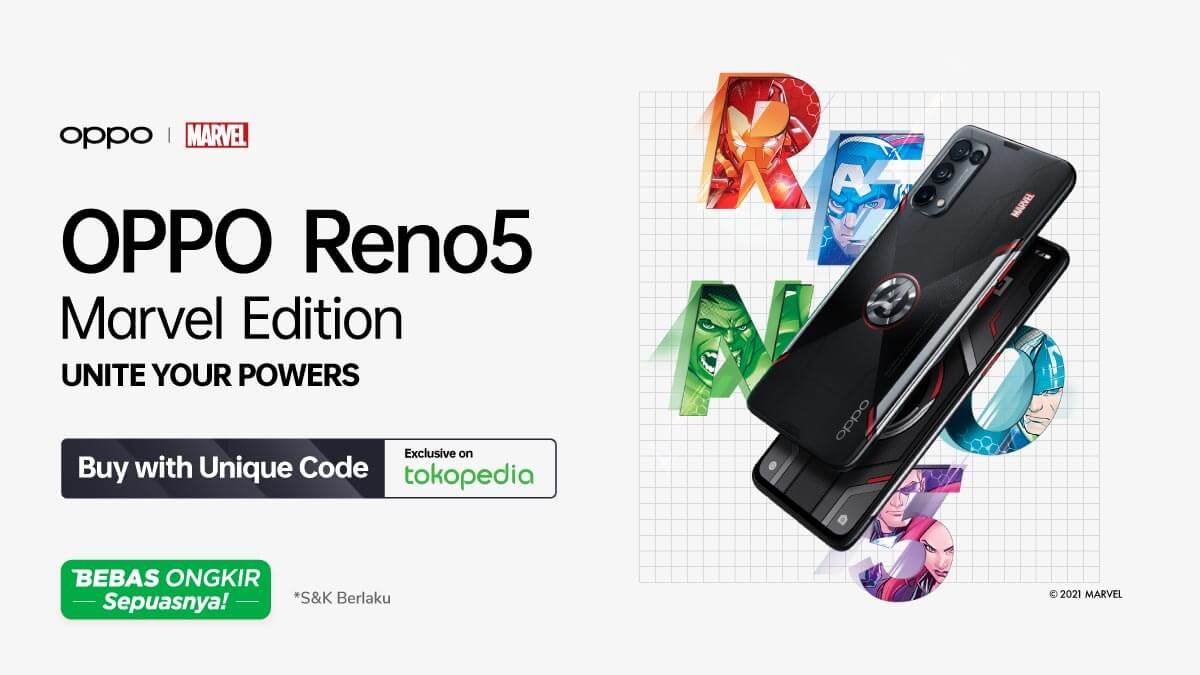 oppo | MARVEL
OPPO Reno5
Marvel Edition
UNITE YOUR POWERS
Buy with Unique Code
Exclusive on
tokopedia
BEBAS ONGKIR
Sepuasnya!
*S&K Berlaku
RENO5
MARVEL
oppo
© 2021 MARVEL